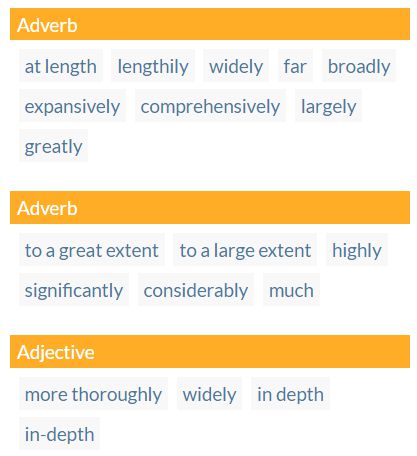 Adverb
at length lengthily widely far broadly
expansively comprehensively largely
greatly
Adverb
to a great extent to a large extent highly
significantly considerably much
Adjective
more thoroughly widely in depth
in-depth